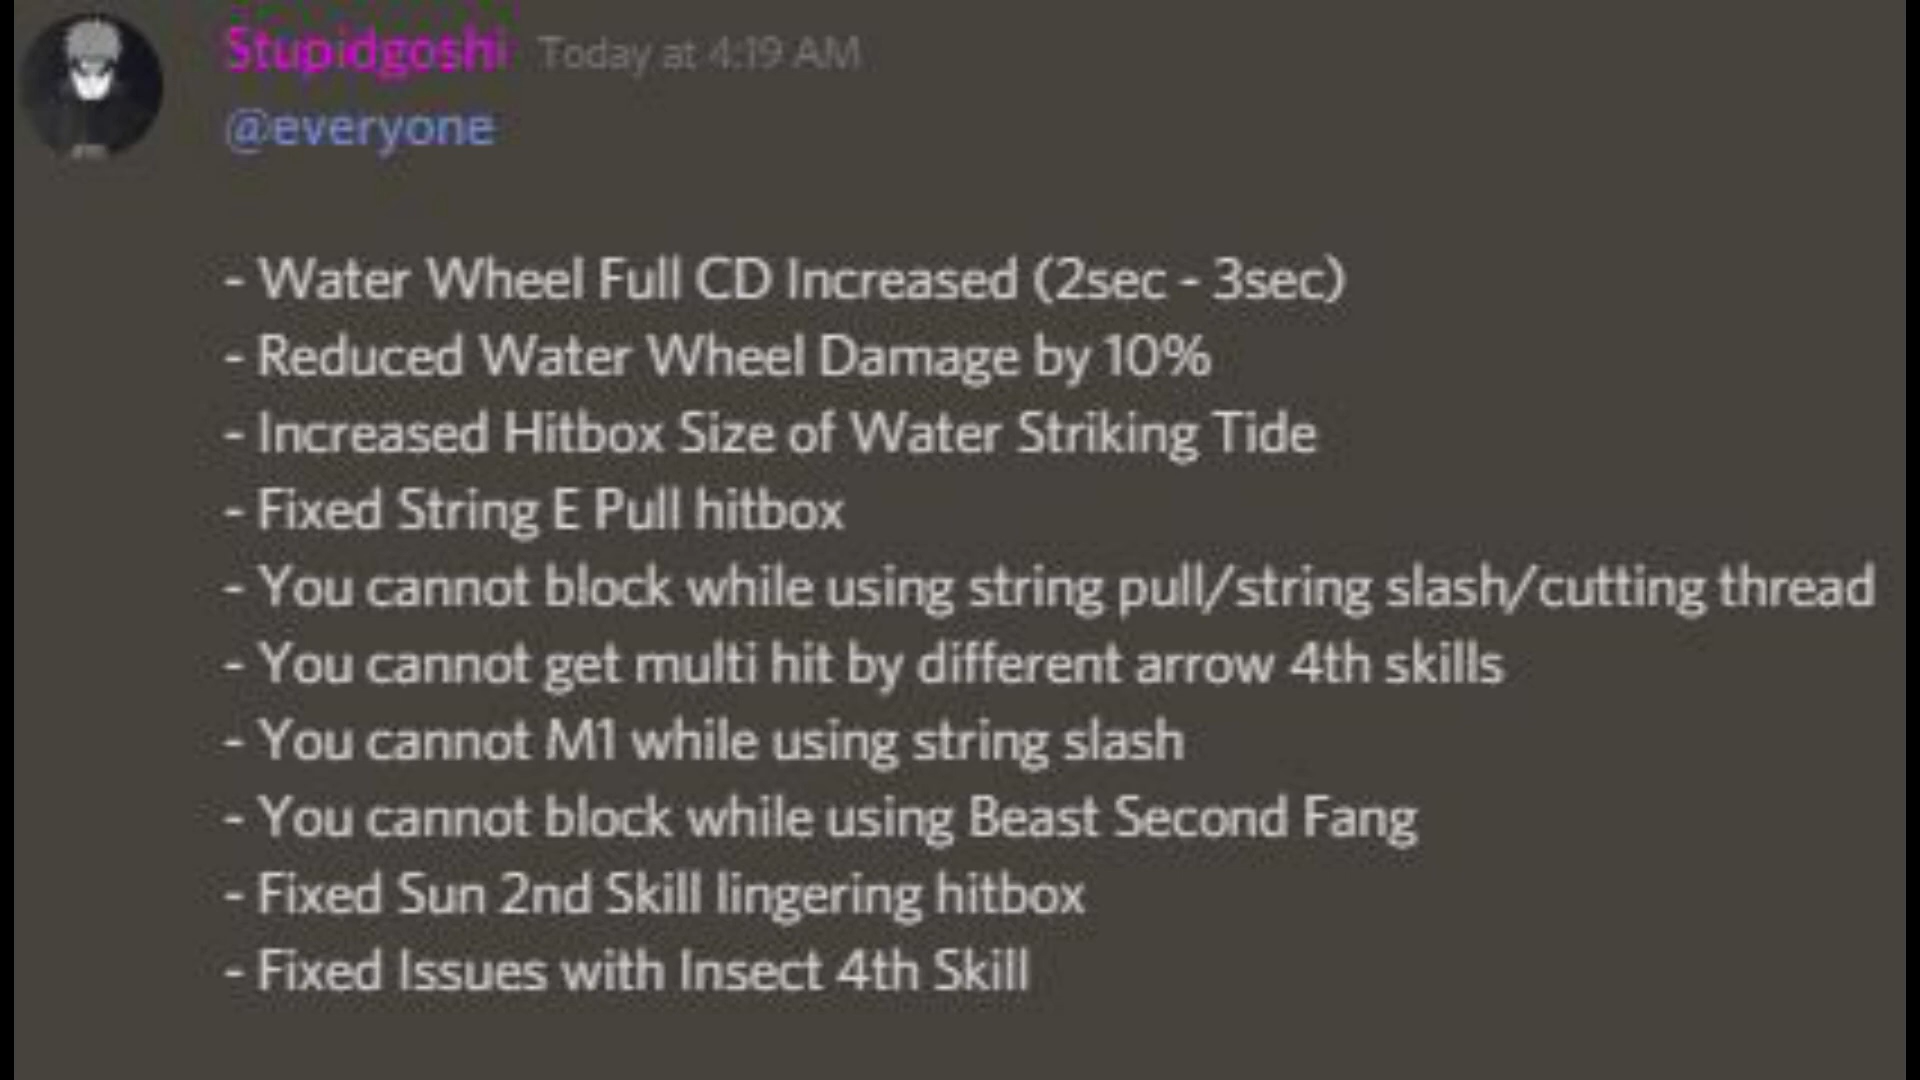 Stupidgoshi Today at 4:19 AM
@everyone
- Water Wheel Full CD Increased (2sec - 3sec)
- Reduced Water Wheel Damage by 10%
- Increased Hitbox Size of Water Striking Tide
- Fixed String E Pull hitbox
- You cannot block while using string pull/string slash/cutting thread
- You cannot get multi hit by different arrow 4th skills
- You cannot M1 while using string slash
- You cannot block while using Beast Second Fang
- Fixed Sun 2nd Skill lingering hitbox
- Fixed Issues with Insect 4th Skill